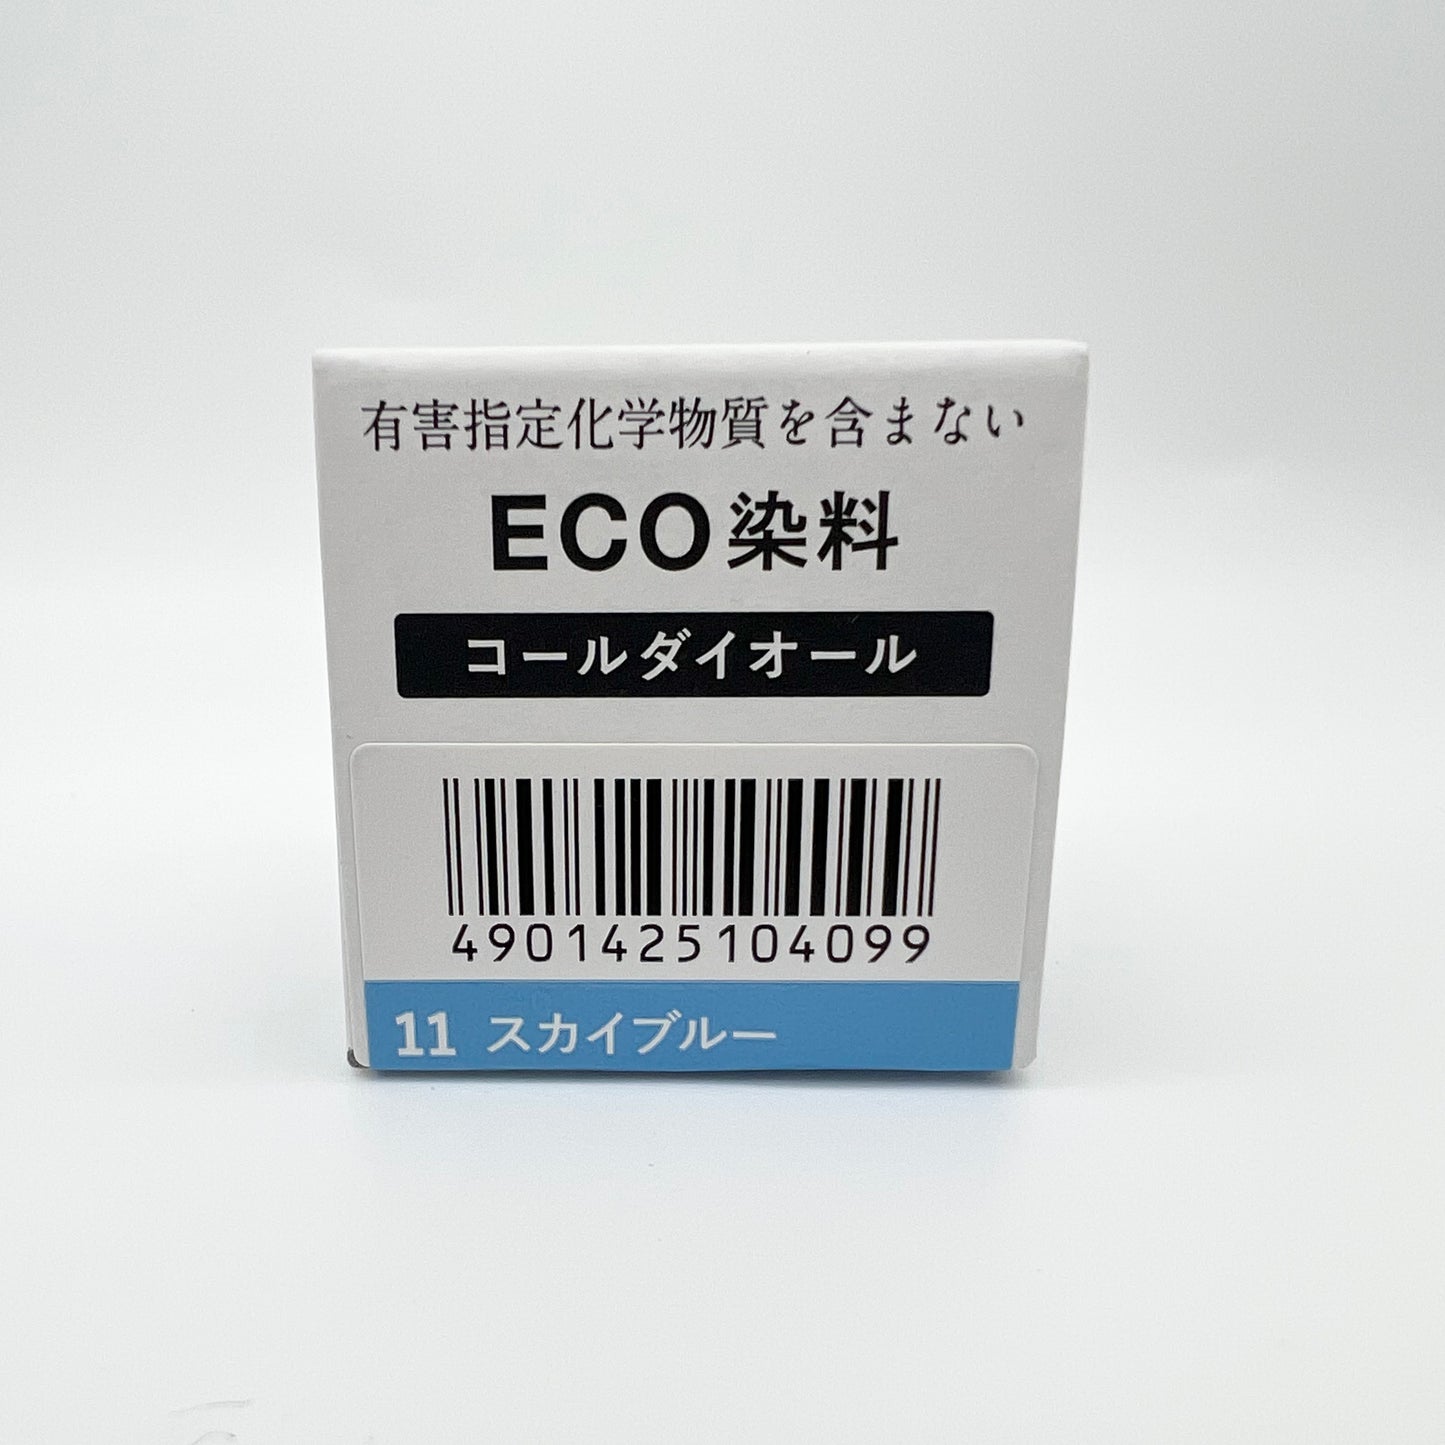 有害指定化学物質を含まない
ECO染料
コールダイオール
4901425104099
11 スカイブルー